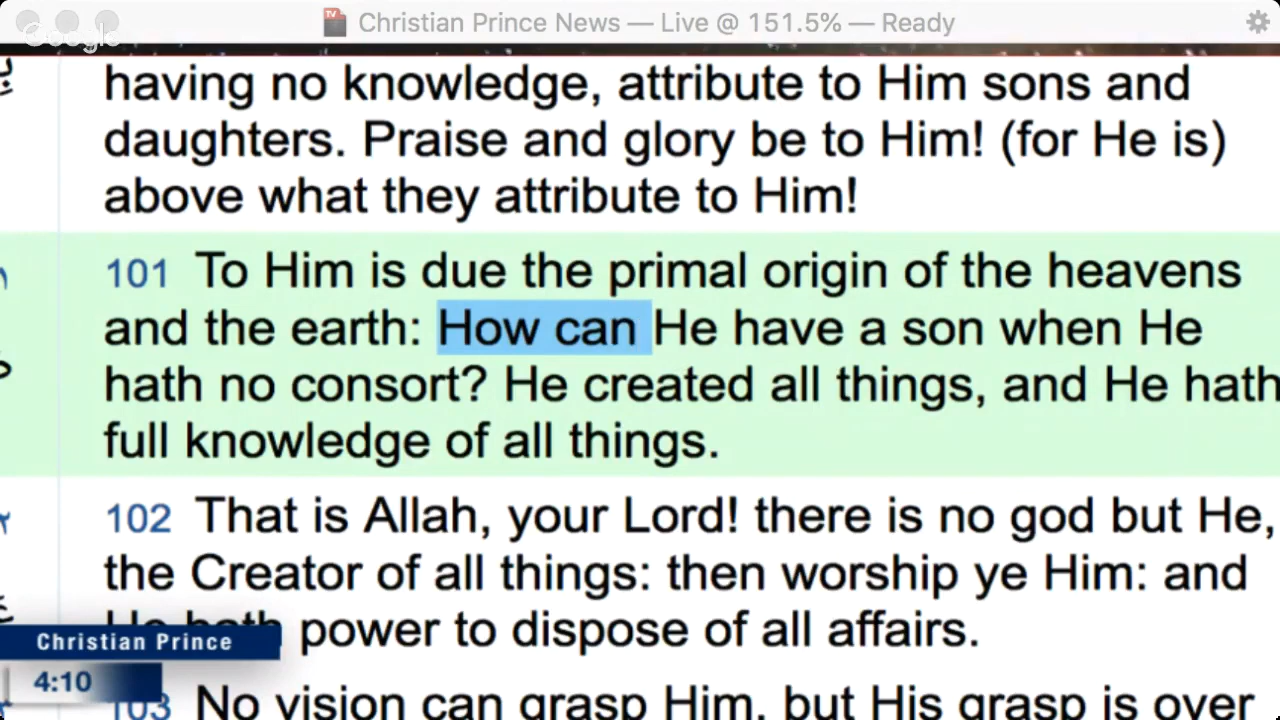 Christian Prince News — Live @ 151.5% — Ready
Google
having no knowledge, attribute to Him sons and
daughters. Praise and glory be to Him! (for He is)
above what they attribute to Him!
101 To Him is due the primal origin of the heavens
and the earth: How can He have a son when He
hath no consort? He created all things, and He hath
full knowledge of all things.
102 That is Allah, your Lord! there is no god but He,
the Creator of all things: then worship ye Him: and
He hath power to dispose of all affairs.
Christian Prince
4:10
103 No vision can grasp Him, but His grasp is over